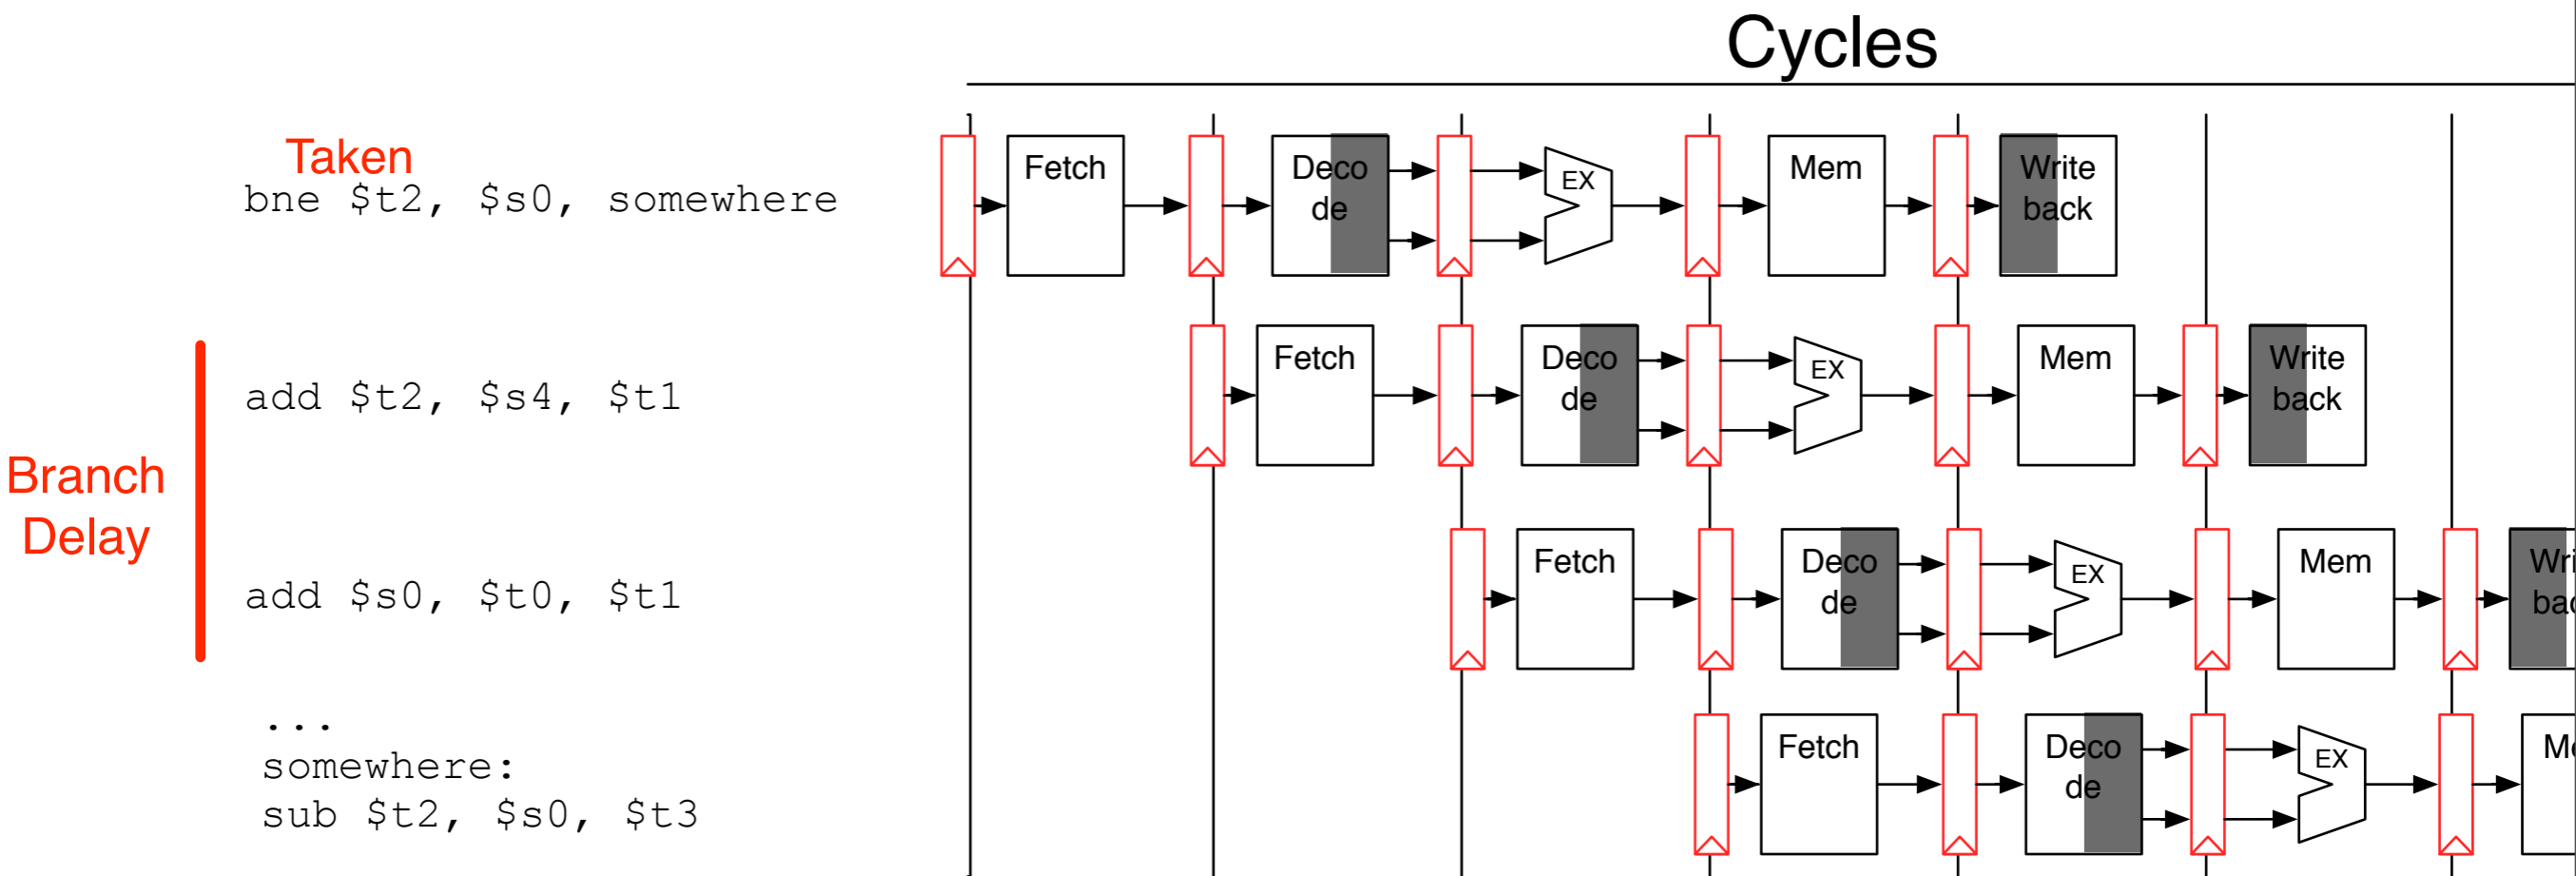 Cycles
Taken
bne $t2, $s0, somewhere
Fetch
Deco
de
EX
Mem
Write
back
Branch
Delay
add $t2, $s4, $t1
Fetch
Deco
de
EX
Mem
Write
back
add $s0, $t0, $t1
Fetch
Deco
de
EX
Mem
...
somewhere:
sub $t2, $s0, $t3
Fetch
Deco
de
EX